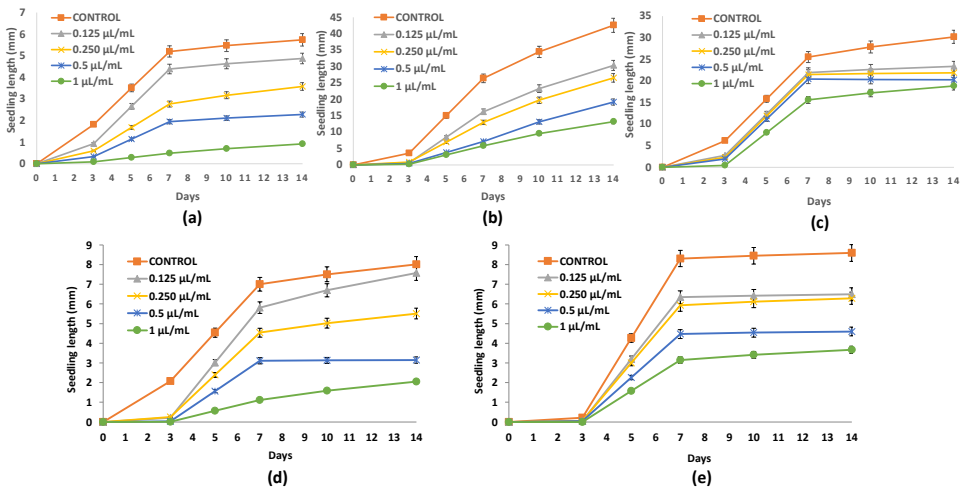 7
6
5
4
3
2
1
0
Seedling length (mm)
CONTROL
0.125 µL/mL
0.250 µL/mL
0.5 µL/mL
1 µL/mL
0 1 2 3 4 5 6 7 8 9 10 11 12 13 14
Days
(a)
45
40
35
30
25
20
15
10
5
0
Seedling length (mm)
CONTROL
0.125 µL/mL
0.250 µL/mL
0.5 µL/mL
1 µL/mL
0 1 2 3 4 5 6 7 8 9 10 11 12 13 14
Days
(b)
35
30
25
20
15
10
5
0
Seedling length (mm)
CONTROL
0.125 µL/mL
0.250 µL/mL
0.5 µL/mL
1 µL/mL
0 1 2 3 4 5 6 7 8 9 10 11 12 13 14
Days
(c)
9
8
7
6
5
4
3
2
1
0
Seedling length (mm)
CONTROL
0.125 µL/mL
0.250 µL/mL
0.5 µL/mL
1 µL/mL
0 1 2 3 4 5 6 7 8 9 10 11 12 13 14
Days
(d)
9
8
7
6
5
4
3
2
1
0
Seedling length (mm)
CONTROL
0.125 µL/mL
0.250 µL/mL
0.5 µL/mL
1 µL/mL
0 1 2 3 4 5 6 7 8 9 10 11 12 13 14
Days
(e)